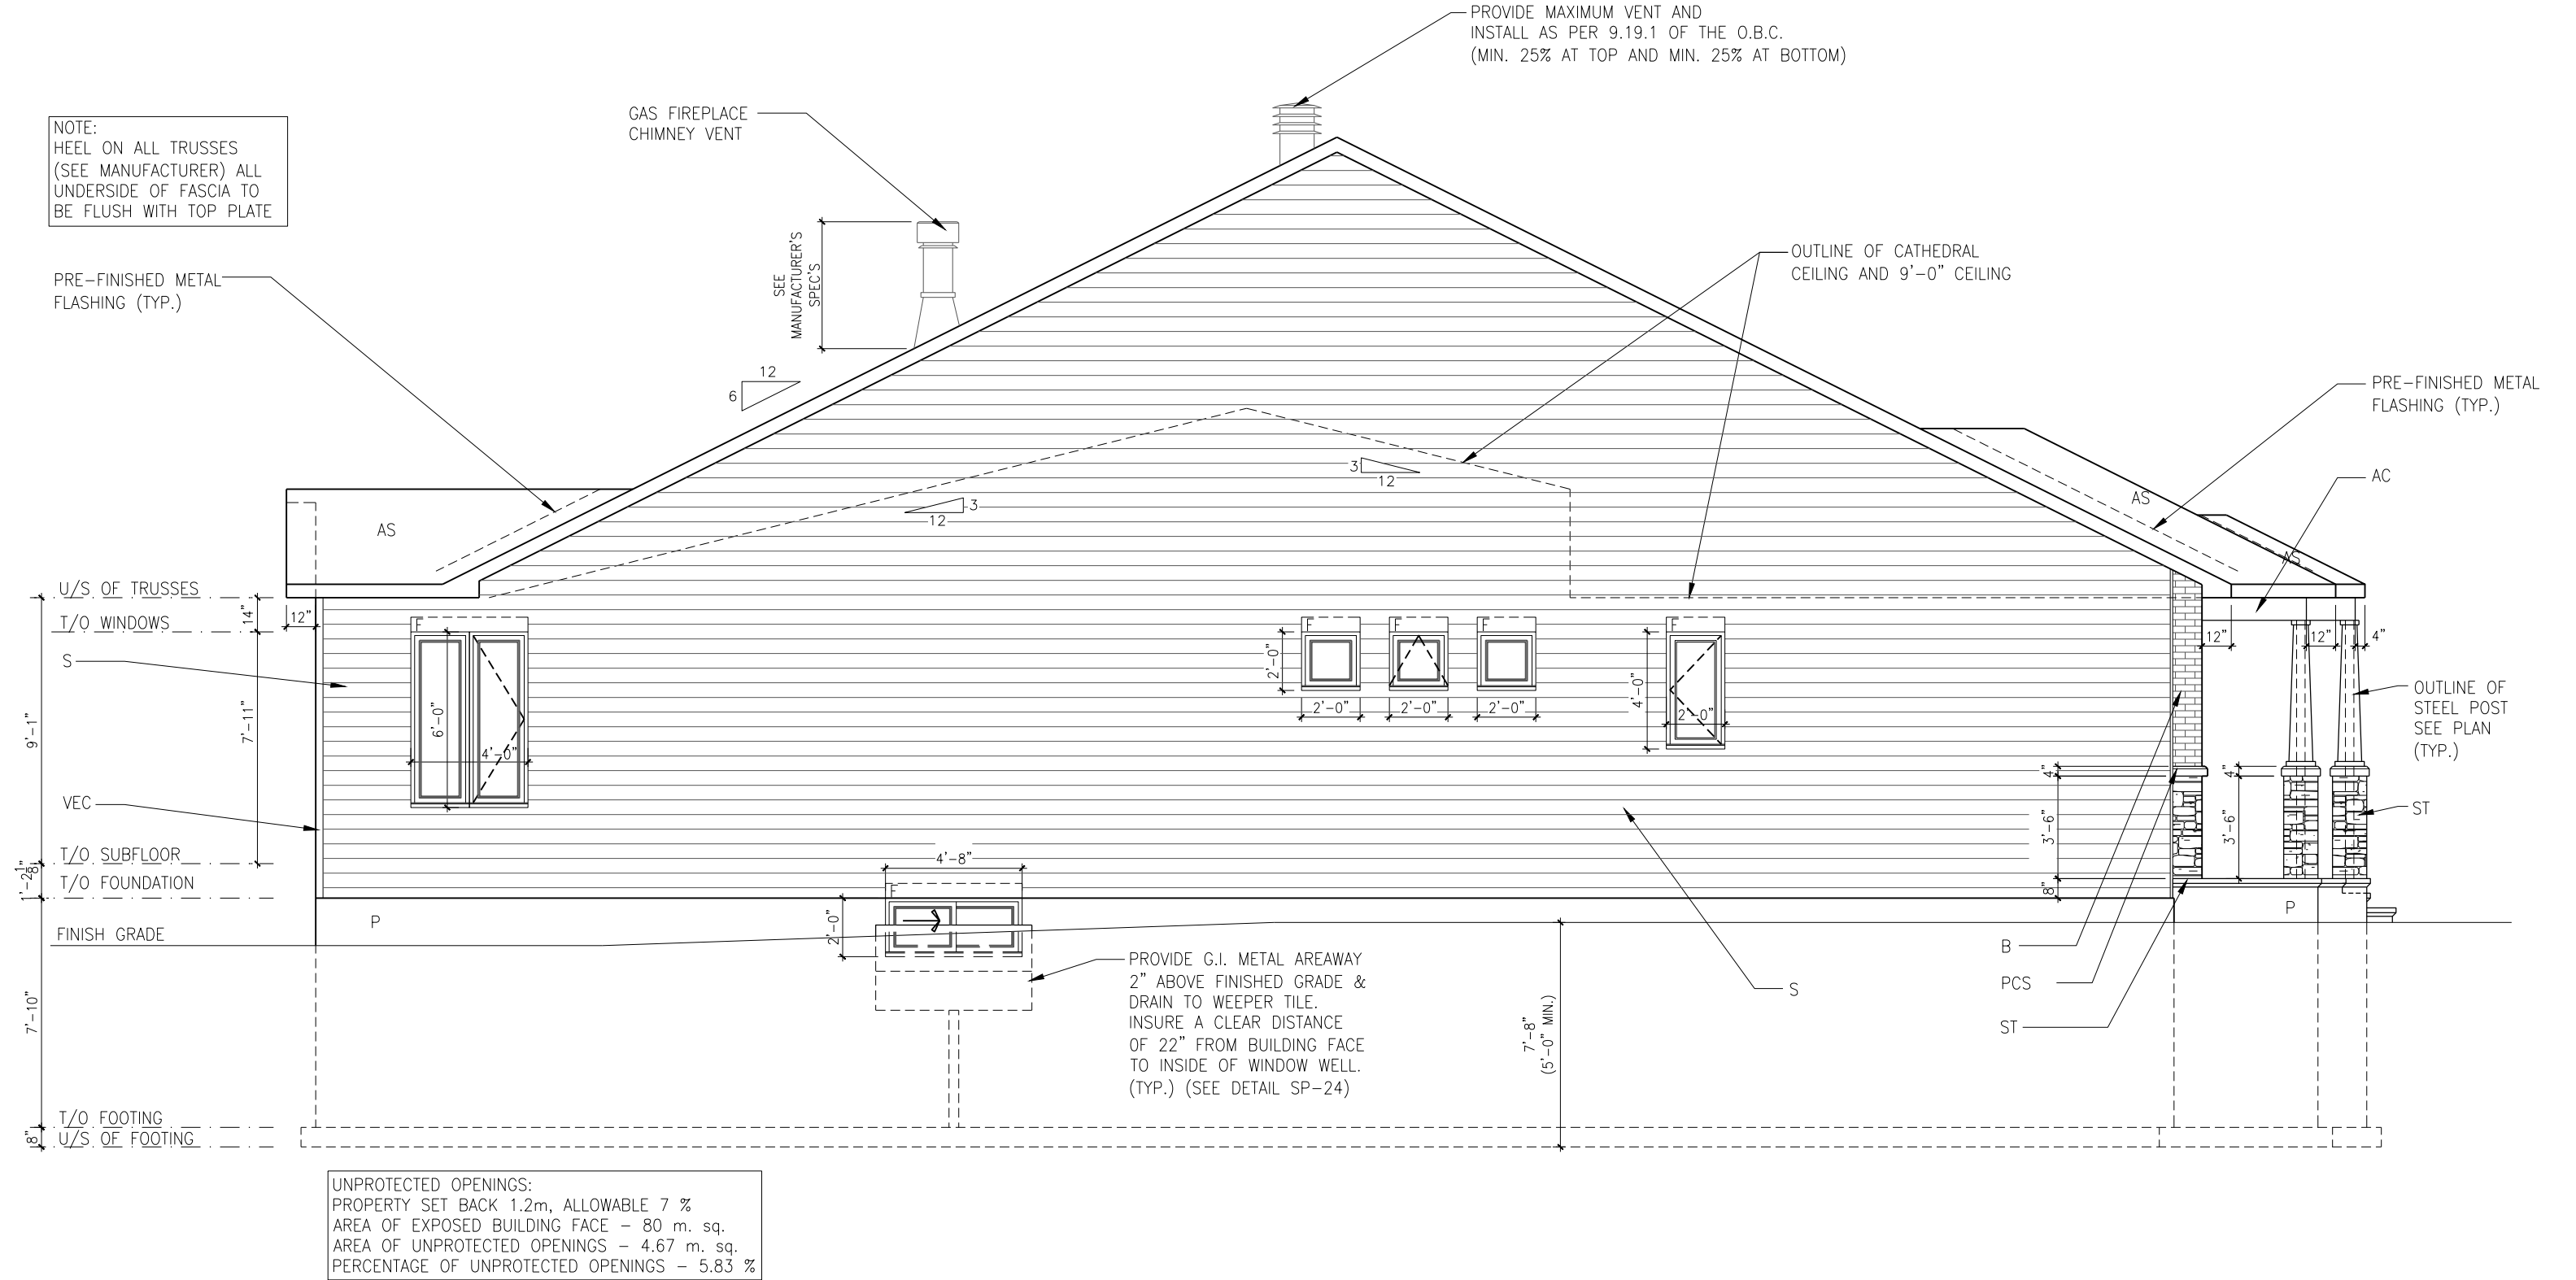 PROVIDE MAXIMUM VENT AND
INSTALL AS PER 9.19.1 OF THE O.B.C.
(MIN. 25% AT TOP AND MIN. 25% AT BOTTOM)
GAS FIREPLACE
CHIMNEY VENT
NOTE:
HEEL ON ALL TRUSSES
(SEE MANUFACTURER) ALL
UNDERSIDE OF FASCIA TO
BE FLUSH WITH TOP PLATE
SEE
MANUFACTURER'S
SPEC'S
OUTLINE OF CATHEDRAL
CEILING AND 9'-0" CEILING
PRE-FINISHED METAL
FLASHING (TYP.)
12
6
PRE-FINISHED METAL
FLASHING (TYP.)
3
12
3
12
AS
AS
AS
AC
U/S OF TRUSSES
T/O WINDOWS
14"
12"
S
9'-1"
7'-11"
F
6'-0"
4'-0"
F
F
F
F
2'-0"
2'-0"
2'-0"
2'-0"
4'-0"
2'-0"
12"
12"
4"
OUTLINE OF
STEEL POST
SEE PLAN
(TYP.)
VEC
4"
4"
3'-6"
3'-6"
ST
T/O SUBFLOOR
T/O FOUNDATION
1'-2 1/8"
4'-8"
F
2'-0"
8"
P
P
FINISH GRADE
B
PCS
ST
S
PROVIDE G.I. METAL AREAWAY
2" ABOVE FINISHED GRADE &
DRAIN TO WEEPER TILE.
INSURE A CLEAR DISTANCE
OF 22" FROM BUILDING FACE
TO INSIDE OF WINDOW WELL.
(TYP.) (SEE DETAIL SP-24)
7'-10"
7'-8"
(5'-0" MIN.)
T/O FOOTING
U/S OF FOOTING
8"
UNPROTECTED OPENINGS:
PROPERTY SET BACK 1.2m, ALLOWABLE 7 %
AREA OF EXPOSED BUILDING FACE - 80 m. sq.
AREA OF UNPROTECTED OPENINGS - 4.67 m. sq.
PERCENTAGE OF UNPROTECTED OPENINGS - 5.83 %